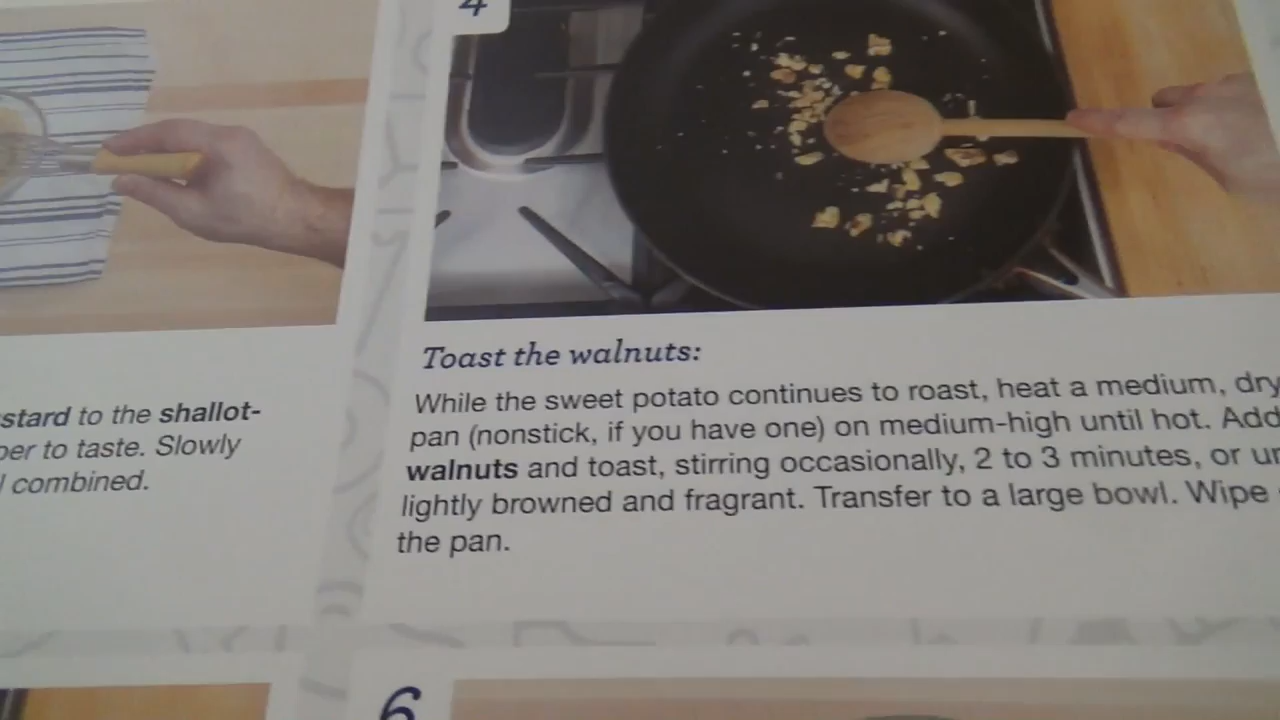 4
stard to the shallot-
per to taste. Slowly
combined.
Toast the walnuts:
While the sweet potato continues to roast, heat a medium, dry
pan (nonstick, if you have one) on medium-high until hot. Add
walnuts and toast, stirring occasionally, 2 to 3 minutes, or un
lightly browned and fragrant. Transfer to a large bowl. Wipe
the pan.
6